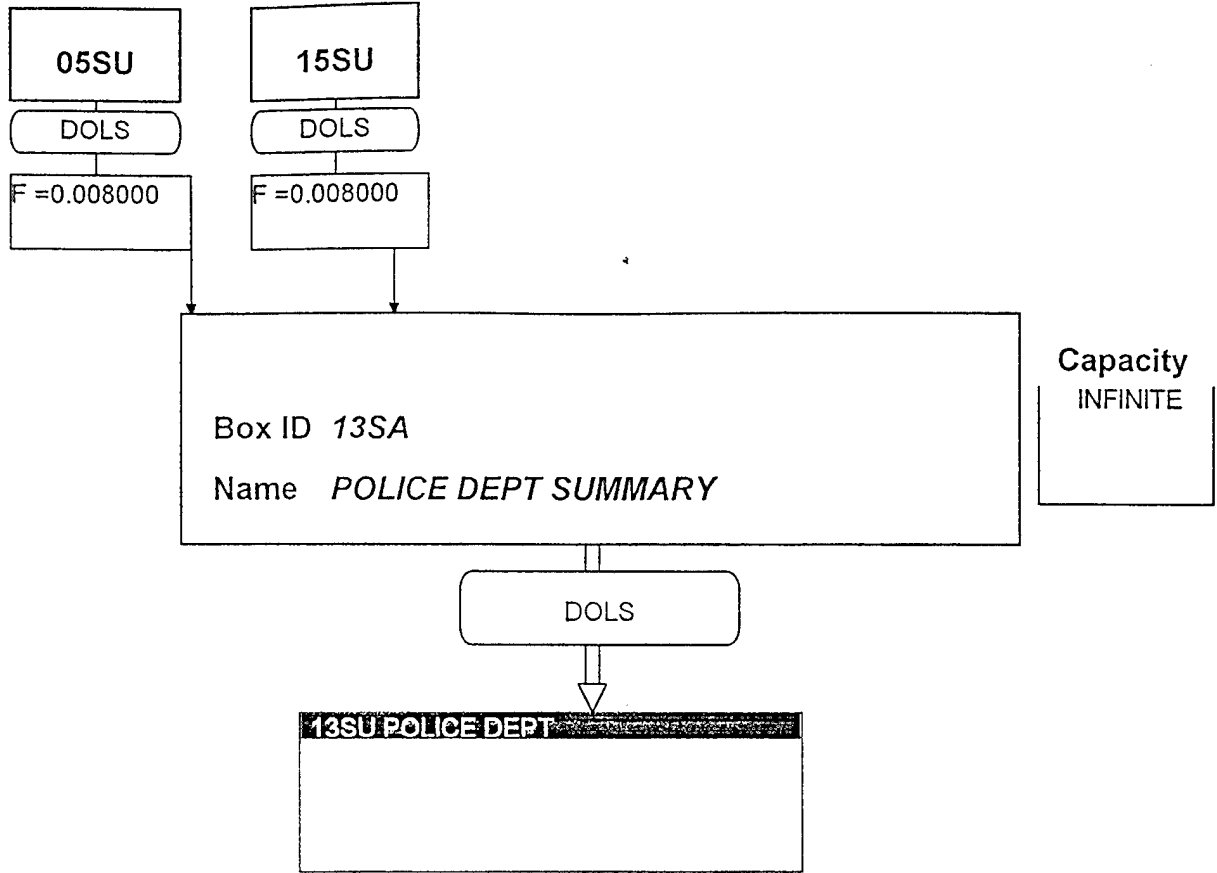 05SU
15SU
DOLS
DOLS
F =0.008000
F =0.008000
Capacity
INFINITE
Box ID 13SA
Name POLICE DEPT SUMMARY
DOLS
13SU POLICE DEPT